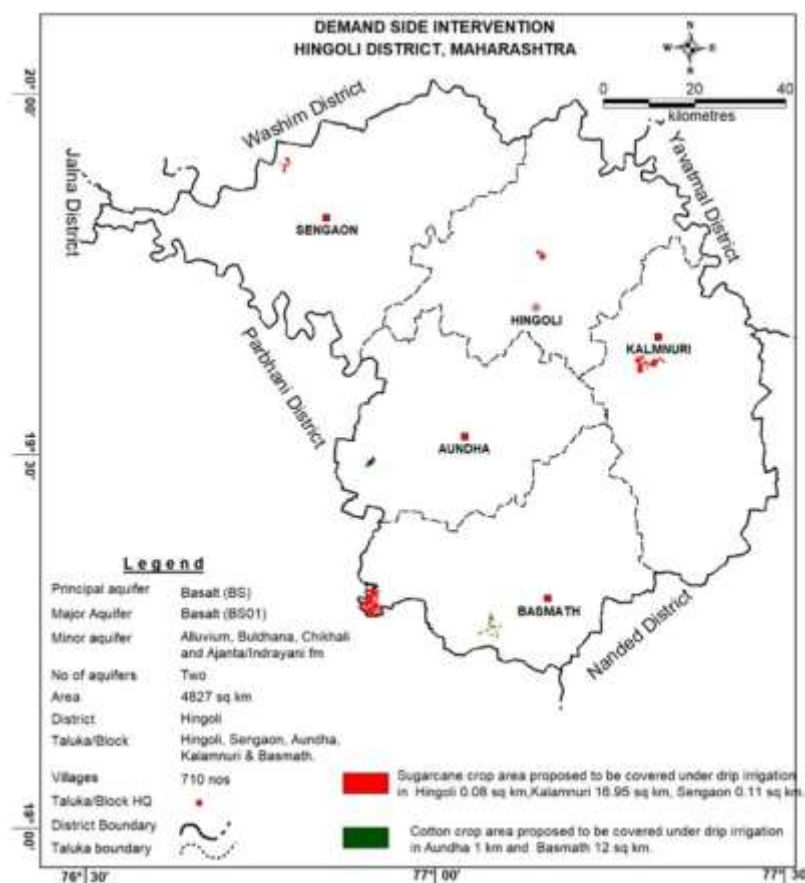 DEMAND SIDE INTERVENTION
HINGOLI DISTRICT, MAHARASHTRA
N
W E
N
0 20 40
kilometres
20° 00'
Washim District
Yavatmal District
Jalna District
SENGAON
HINGOLI
KALMNURI
Parbhani District
AUNDHA
19° 30'
BASMATH
Nanded District
Legend
Principal aquifer Basalt (BS)
Major Aquifer Basalt (BS01)
Minor aquifer Alluvium, Buldhana, Chikhali
and Ajanta/Indrayani fm
No of aquifers Two
Area 4827 sq km
District Hingoli
Taluka/Block Hingoli, Sengaon, Aundha,
Kalamnuri & Basmath.
Villages 710 nos
Taluka/Block HQ
District Boundary
Taluka boundary
Sugarcane crop area proposed to be covered under drip irrigation
in Hingoli 0.08 sq km,Kalamnuri 16.95 sq km, Sengaon 0.11 sq km.
Cotton crop area proposed to be covered under drip irrigation
in Aundha 1 km and Basmath 12 sq km.
19° 00'
76° 30' 77° 00' 77° 30'